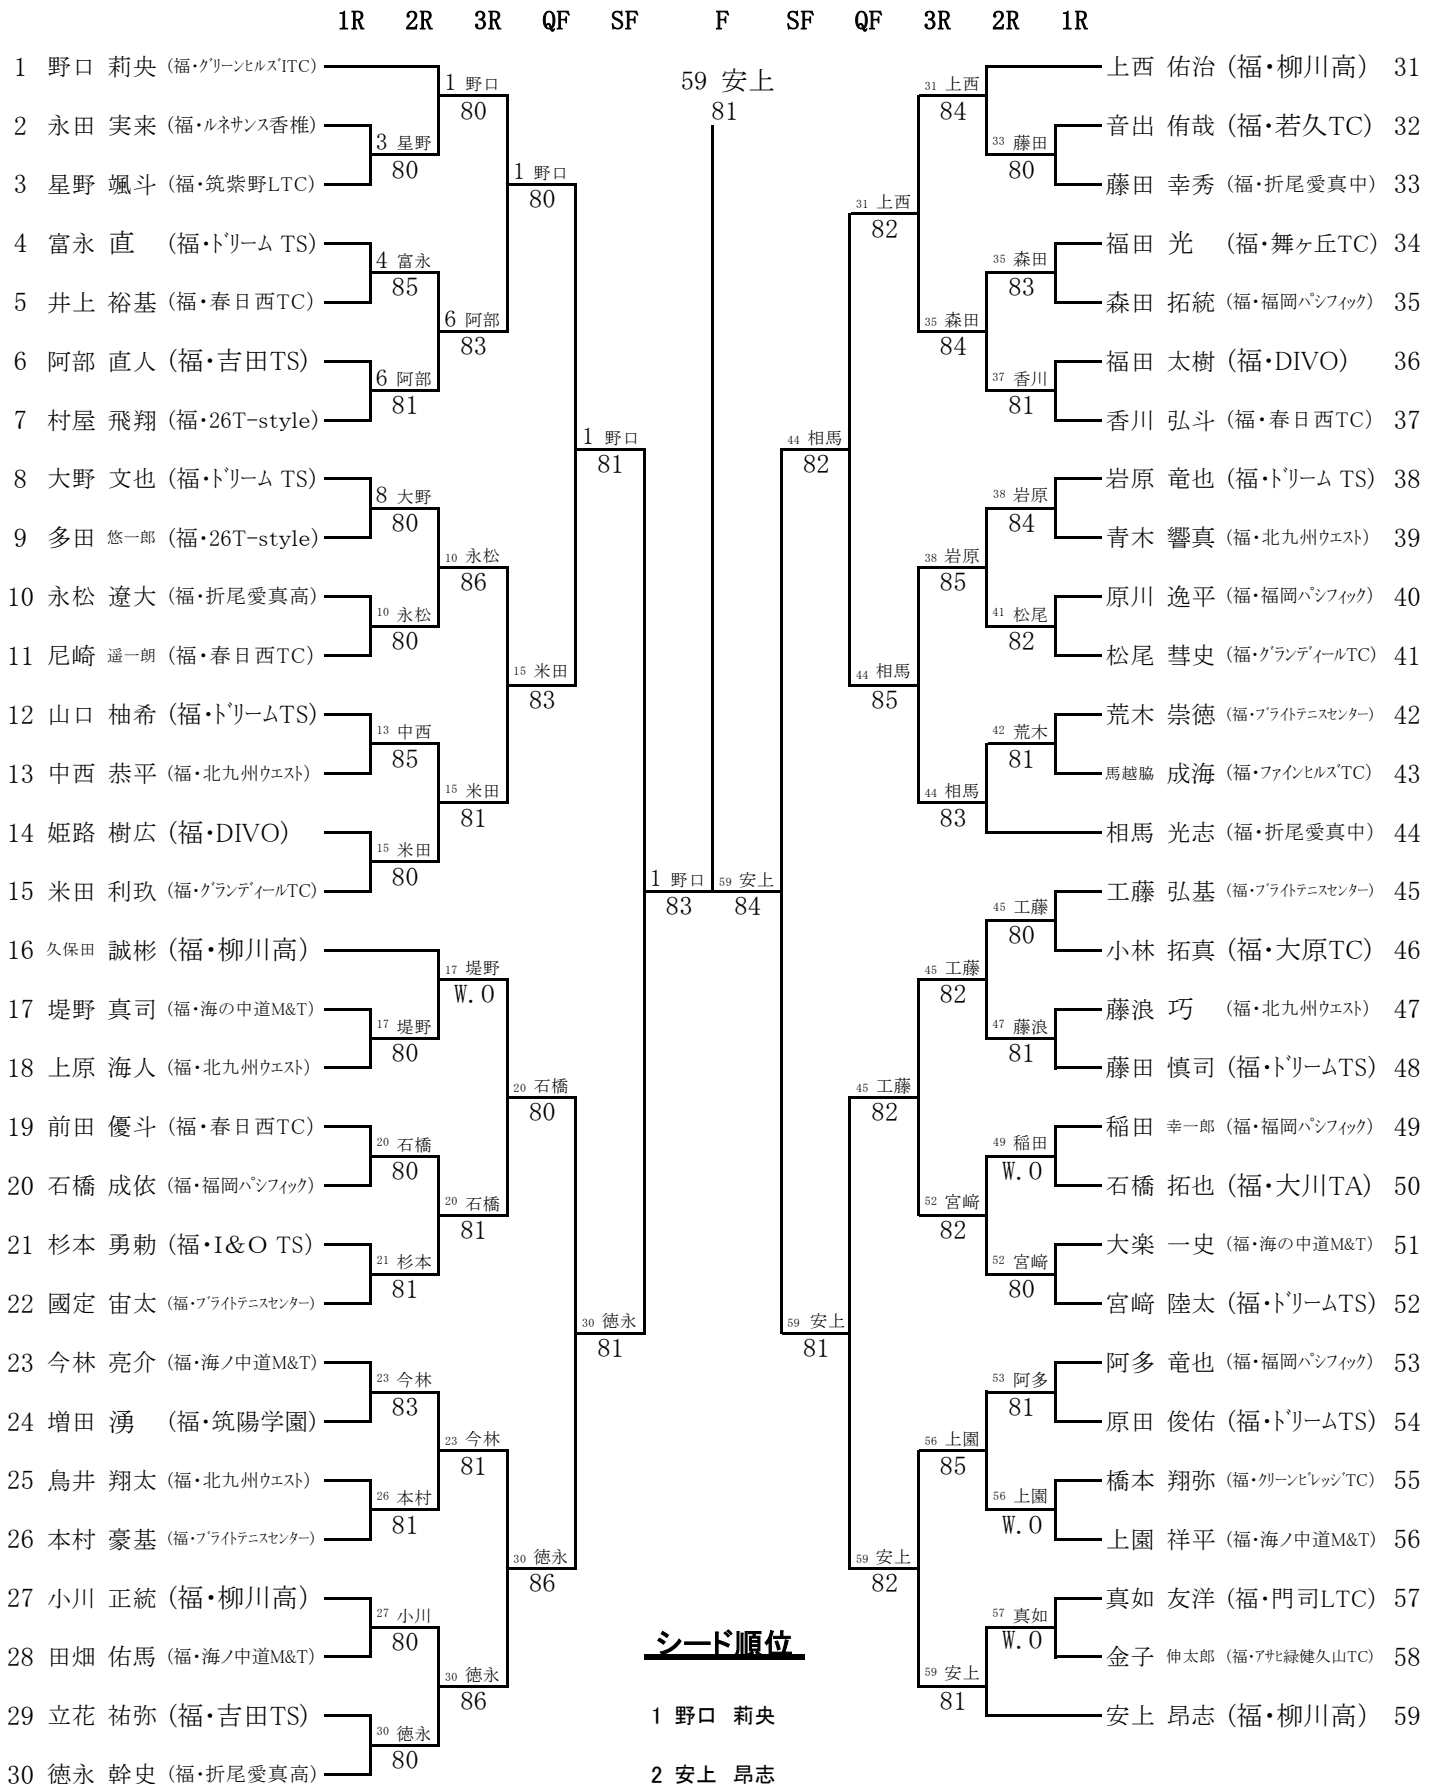 1R 2R 3R QF SF F SF QF 3R 2R 1R
1 野口 莉央 (福・グリーンヒルズITC)
2 永田 実来 (福・ルネサンス香椎)
3 星野 颯斗 (福・筑紫野LTC)
4 富永 直 (福・ドリーム TS)
5 井上 裕基 (福・春日西TC)
6 阿部 直人 (福・吉田TS)
7 村屋 飛翔 (福・26T-style)
8 大野 文也 (福・ドリーム TS)
9 多田 悠一郎 (福・26T-style)
10 永松 遼大 (福・折尾愛真高)
11 尼崎 遥一朗 (福・春日西TC)
12 山口 柚希 (福・ドリームTS)
13 中西 恭平 (福・北九州ウエスト)
14 姫路 樹広 (福・DIVO)
15 米田 利玖 (福・グランディールTC)
16 久保田 誠彬 (福・柳川高)
17 堤野 真司 (福・海の中道M&T)
18 上原 海人 (福・北九州ウエスト)
19 前田 優斗 (福・春日西TC)
20 石橋 成依 (福・福岡パシフィック)
21 杉本 勇勅 (福・I&O TS)
22 國定 宙太 (福・ブライトテニスセンター)
23 今林 亮介 (福・海ノ中道M&T)
24 増田 湧 (福・筑陽学園)
25 鳥井 翔太 (福・北九州ウエスト)
26 本村 豪基 (福・ブライトテニスセンター)
27 小川 正統 (福・柳川高)
28 田畑 佑馬 (福・海ノ中道M&T)
29 立花 祐弥 (福・吉田TS)
30 徳永 幹史 (福・折尾愛真高)
3 星野
80
4 富永
85
6 阿部
81
8 大野
80
10 永松
80
13 中西
85
15 米田
80
17 堤野
80
20 石橋
80
21 杉本
81
23 今林
83
26 本村
81
27 小川
80
30 徳永
80
1 野口
80
6 阿部
83
10 永松
86
15 米田
81
17 堤野
W.O
20 石橋
81
23 今林
81
30 徳永
86
1 野口
80
15 米田
83
20 石橋
80
30 徳永
86
1 野口
81
30 徳永
81
1 野口
83
59 安上
81
59 安上
84
44 相馬
82
59 安上
81
31 上西
82
44 相馬
85
45 工藤
82
59 安上
82
31 上西
84
35 森田
84
38 岩原
85
44 相馬
83
45 工藤
82
52 宮﨑
82
56 上園
85
59 安上
81
33 藤田
80
35 森田
83
37 香川
81
38 岩原
84
41 松尾
82
42 荒木
81
45 工藤
80
47 藤浪
81
49 稲田
W.O
52 宮﨑
80
53 阿多
81
56 上園
W.O
57 真如
W.O
上西 佑治 (福・柳川高) 31
音出 侑哉 (福・若久TC) 32
藤田 幸秀 (福・折尾愛真中) 33
福田 光 (福・舞ヶ丘TC) 34
森田 拓統 (福・福岡パシフィック) 35
福田 太樹 (福・DIVO) 36
香川 弘斗 (福・春日西TC) 37
岩原 竜也 (福・ドリーム TS) 38
青木 響真 (福・北九州ウエスト) 39
原川 逸平 (福・福岡パシフィック) 40
松尾 彗史 (福・グランディールTC) 41
荒木 崇徳 (福・ブライトテニスセンター) 42
馬越脇 成海 (福・ファインヒルズTC) 43
相馬 光志 (福・折尾愛真中) 44
工藤 弘基 (福・ブライトテニスセンター) 45
小林 拓真 (福・大原TC) 46
藤浪 巧 (福・北九州ウエスト) 47
藤田 慎司 (福・ドリームTS) 48
稲田 幸一郎 (福・福岡パシフィック) 49
石橋 拓也 (福・大川TA) 50
大楽 一史 (福・海の中道M&T) 51
宮﨑 陸太 (福・ドリームTS) 52
阿多 竜也 (福・福岡パシフィック) 53
原田 俊佑 (福・ドリームTS) 54
橋本 翔弥 (福・クリーンビレッジTC) 55
上園 祥平 (福・海ノ中道M&T) 56
真如 友洋 (福・門司LTC) 57
金子 伸太郎 (福・アサヒ緑健久山TC) 58
安上 昂志 (福・柳川高) 59
シード順位
1 野口 莉央
2 安上 昂志